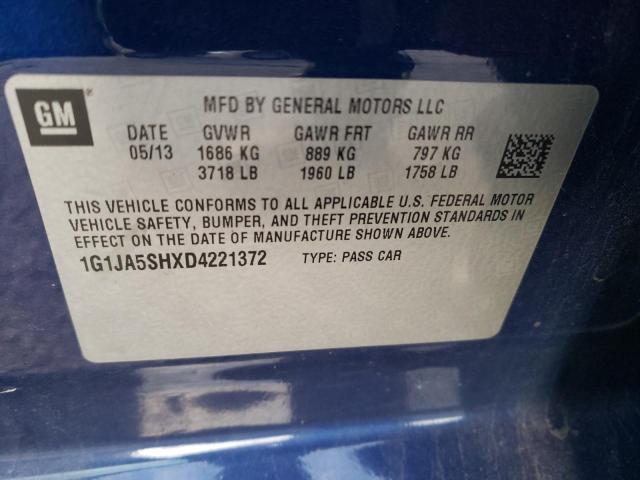 GM
MFD BY GENERAL MOTORS LLC
DATE GVWR GAWR FRT GAWR RR
05/13 1686 KG 889 KG 797 KG
3718 LB 1960 LB 1758 LB
THIS VEHICLE CONFORMS TO ALL APPLICABLE U.S. FEDERAL MOTOR
VEHICLE SAFETY, BUMPER, AND THEFT PREVENTION STANDARDS IN
EFFECT ON THE DATE OF MANUFACTURE SHOWN ABOVE.
1G1JA5SHXD4221372 TYPE: PASS CAR